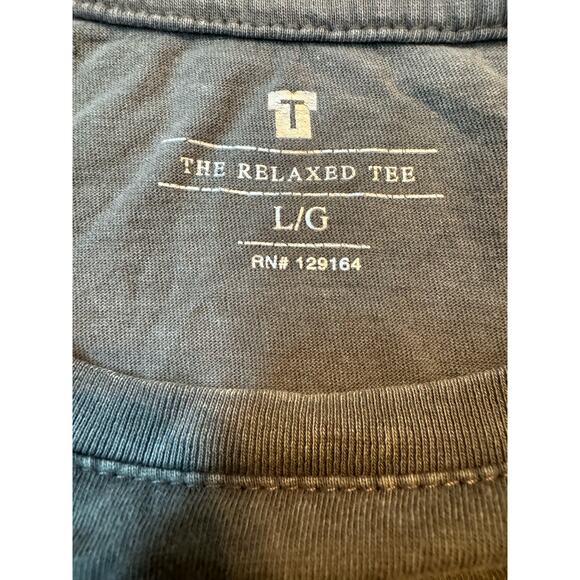 T
THE RELAXED TEE
L/G
RN# 129164